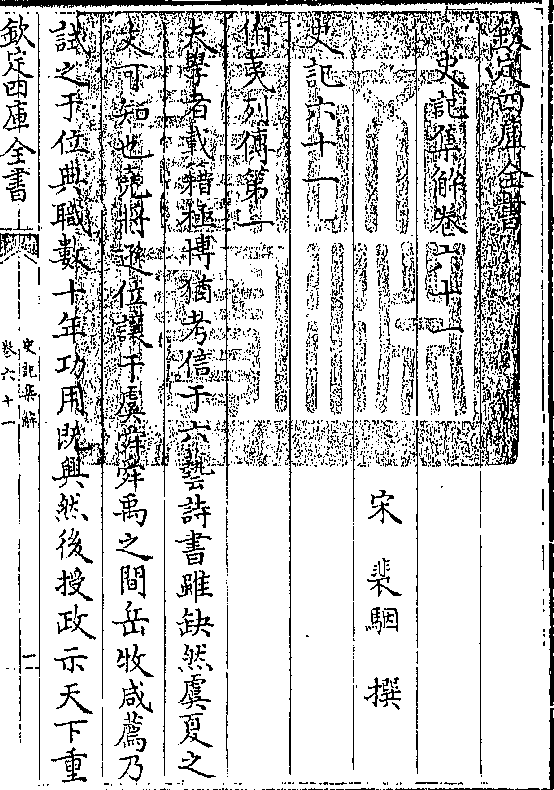 欽定四庫全書
史記集解卷六十一
宋 裴駰 撰
史記六十一
伯夷列傳第一
夫學者載籍極博猶考信于六藝詩書雖缺然虞夏之
文可知也堯將遜位讓于虞舜舜禹之間岳牧咸薦乃
試之于位典職數十年功用既興然後授政示天下重
欽定四庫全書
史記集解
卷六十一
一